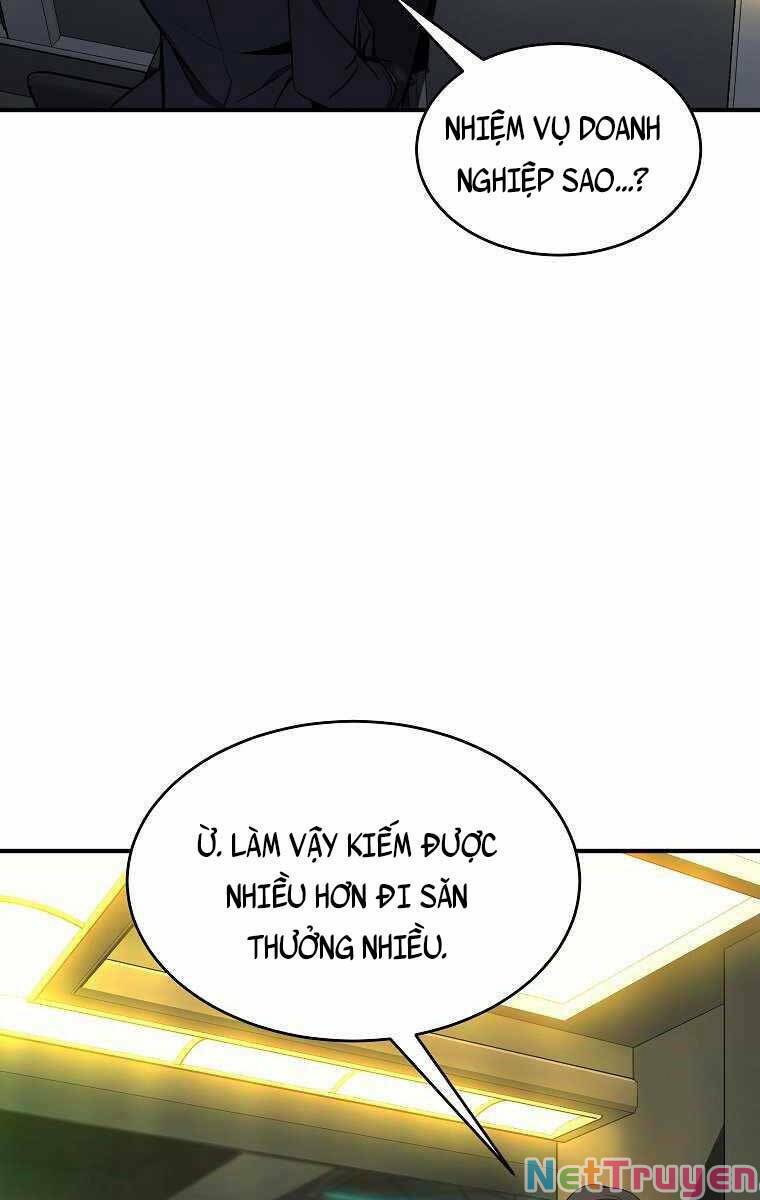 NHIỆM VỤ DOANH
NGHIỆP SAO...?
Ừ. LÀM VẬY KIẾM ĐƯỢC
NHIỀU HƠN ĐI SĂN
THƯỞNG NHIỀU.
NetTruyen